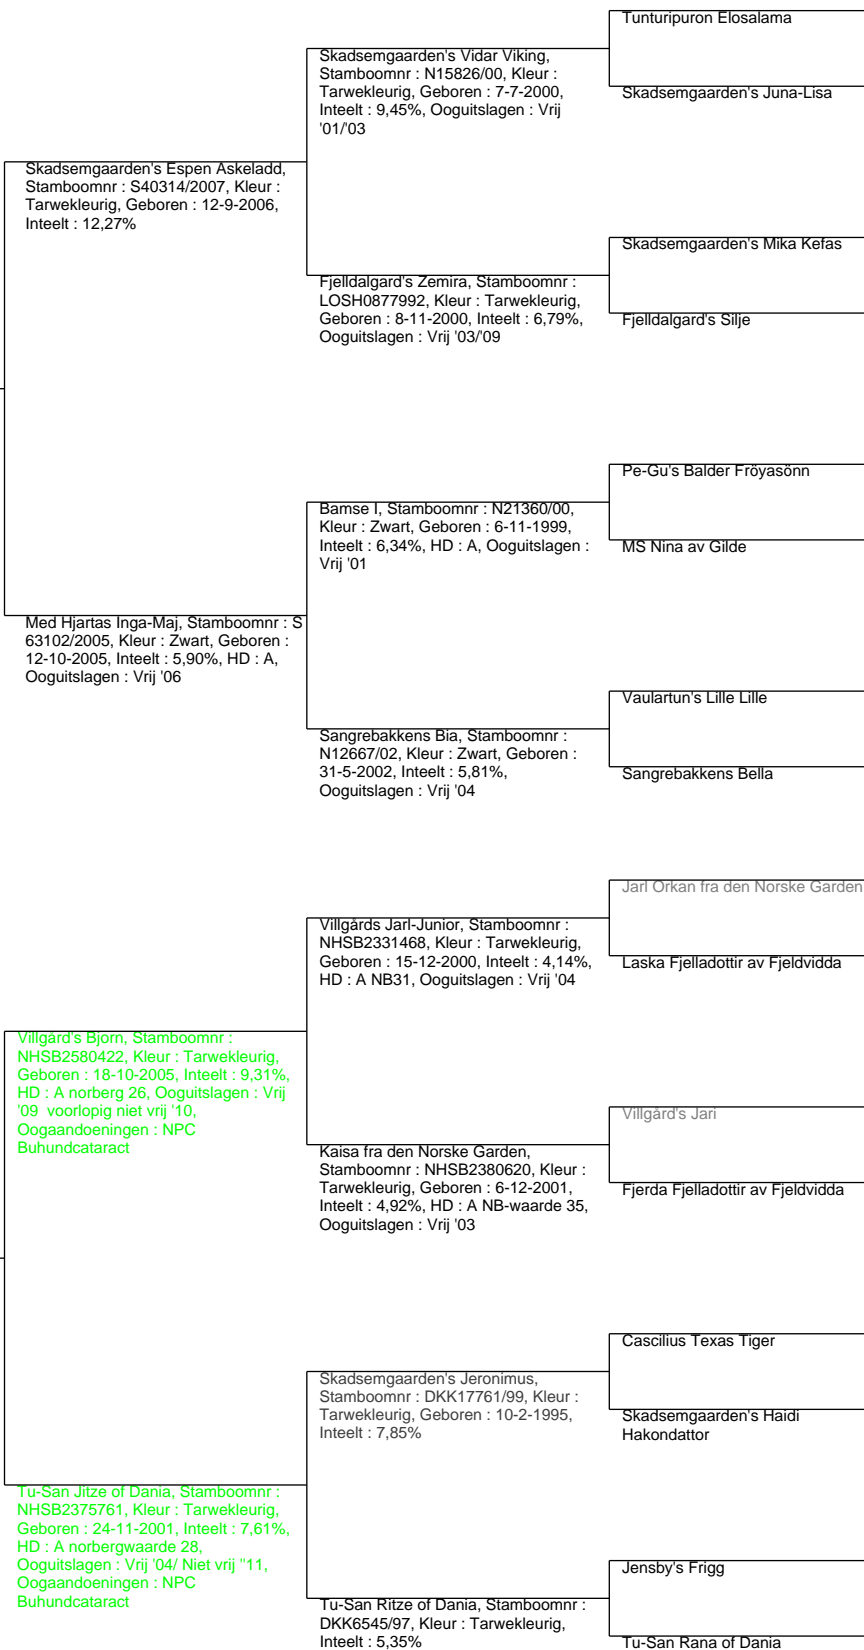 Tunturipuron Elosalama
Skadsemgaarden's Vidar Viking,
Stamboomnr : N15826/00, Kleur :
Tarwekleurig, Geboren : 7-7-2000,
Inteelt : 9,45%, Ooguitslagen : Vrij
'01/'03
Skadsemgaarden's Juna-Lisa
Skadsemgaarden's Espen Askeladd,
Stamboomnr : S40314/2007, Kleur :
Tarwekleurig, Geboren : 12-9-2006,
Inteelt : 12,27%
Skadsemgaarden's Mika Kefas
Fjelldalgard's Zemira, Stamboomnr :
LOSH0877992, Kleur : Tarwekleurig,
Geboren : 8-11-2000, Inteelt : 6,79%,
Ooguitslagen : Vrij '03/'09
Fjelldalgard's Silje
Pe-Gu's Balder Fröyasönn
Bamse I, Stamboomnr : N21360/00,
Kleur : Zwart, Geboren : 6-11-1999,
Inteelt : 6,34%, HD : A, Ooguitslagen :
Vrij '01
MS Nina av Gilde
Med Hjartas Inga-Maj, Stamboomnr : S
63102/2005, Kleur : Zwart, Geboren :
12-10-2005, Inteelt : 5,90%, HD : A,
Ooguitslagen : Vrij '06
Vaulartun's Lille Lille
Sangrebakkens Bia, Stamboomnr :
N12667/02, Kleur : Zwart, Geboren :
31-5-2002, Inteelt : 5,81%,
Ooguitslagen : Vrij '04
Sangrebakkens Bella
Jarl Orkan fra den Norske Garden
Villgårds Jarl-Junior, Stamboomnr :
NHSB2331468, Kleur : Tarwekleurig,
Geboren : 15-12-2000, Inteelt : 4,14%,
HD : A NB31, Ooguitslagen : Vrij '04
Laska Fjelladottir av Fjeldvidda
Villgård's Bjorn, Stamboomnr :
NHSB2580422, Kleur : Tarwekleurig,
Geboren : 18-10-2005, Inteelt : 9,31%,
HD : A norberg 26, Ooguitslagen : Vrij
'09  voorlopig niet vrij '10,
Oogaandoeningen : NPC
Buhundcataract
Villgård's Jari
Kaisa fra den Norske Garden,
Stamboomnr : NHSB2380620, Kleur :
Tarwekleurig, Geboren : 6-12-2001,
Inteelt : 4,92%, HD : A NB-waarde 35,
Ooguitslagen : Vrij '03
Fjerda Fjelladottir av Fjeldvidda
Cascilius Texas Tiger
Skadsemgaarden's Jeronimus,
Stamboomnr : DKK17761/99, Kleur :
Tarwekleurig, Geboren : 10-2-1995,
Inteelt : 7,85%
Skadsemgaarden's Haidi
Hakondattor
Tu-San Jitze of Dania, Stamboomnr :
NHSB2375761, Kleur : Tarwekleurig,
Geboren : 24-11-2001, Inteelt : 7,61%,
HD : A norbergwaarde 28,
Ooguitslagen : Vrij '04/ Niet vrij "11,
Oogaandoeningen : NPC
Buhundcataract
Jensby's Frigg
Tu-San Ritze of Dania, Stamboomnr :
DKK6545/97, Kleur : Tarwekleurig,
Inteelt : 5,35%
Tu-San Rana of Dania